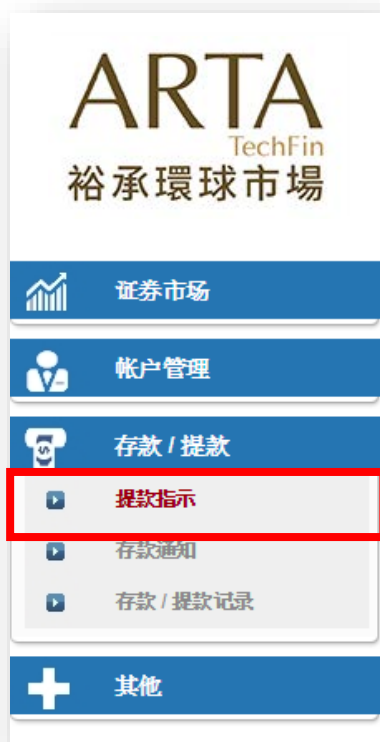 ARTA
TechFin
裕承環球市場
证券市场
帐户管理
存款 / 提款
提款指示
存款通知
存款 / 提款记录
其他